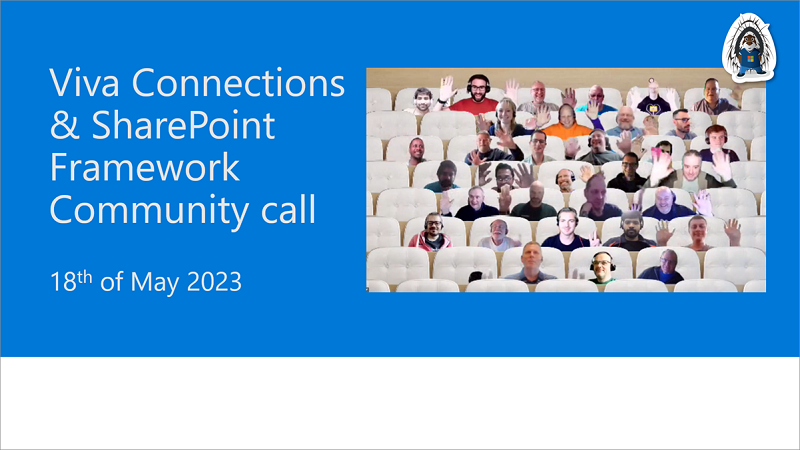 Viva Connections
& SharePoint
Framework
Community call
18th of May 2023